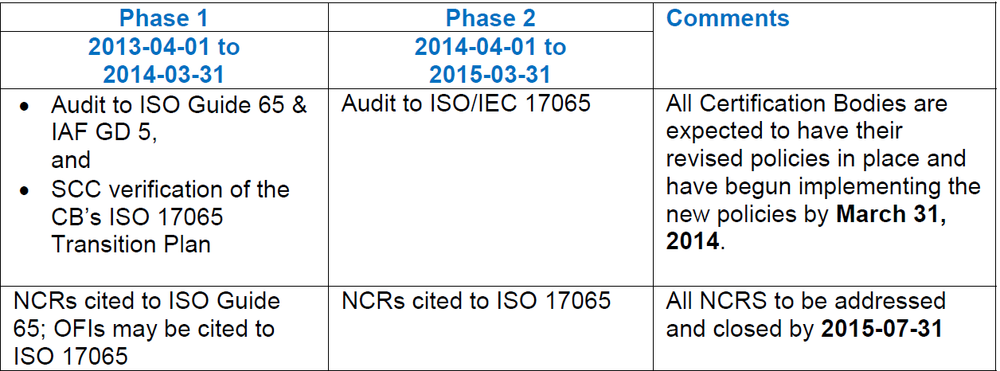 Phase 1
Phase 2
Comments
2013-04-01 to
2014-03-31
2014-04-01 to
2015-03-31
• Audit to ISO Guide 65 &
IAF GD 5,
and
• SCC verification of the
CB's ISO 17065
Transition Plan
Audit to ISO/IEC 17065
All Certification Bodies are
expected to have their
revised policies in place and
have begun implementing the
new policies by March 31,
2014.
NCRs cited to ISO Guide
65; OFIs may be cited to
ISO 17065
NCRs cited to ISO 17065
All NCRS to be addressed
and closed by 2015-07-31